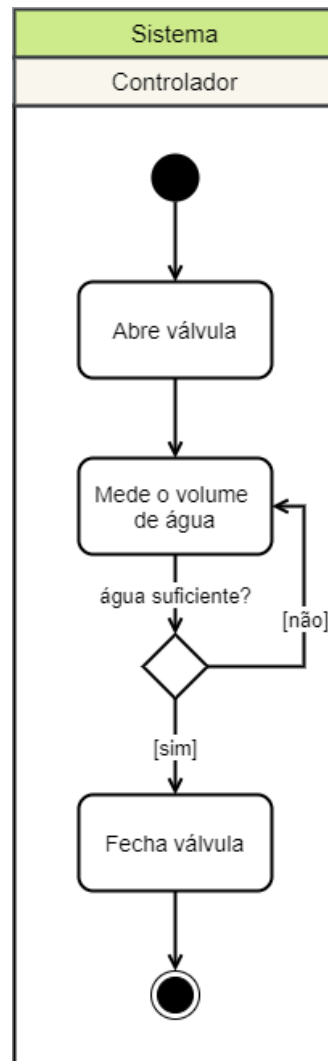 Sistema
Controlador
Abre válvula
Mede o volume
de água
água suficiente?
[não]
[sim]
Fecha válvula